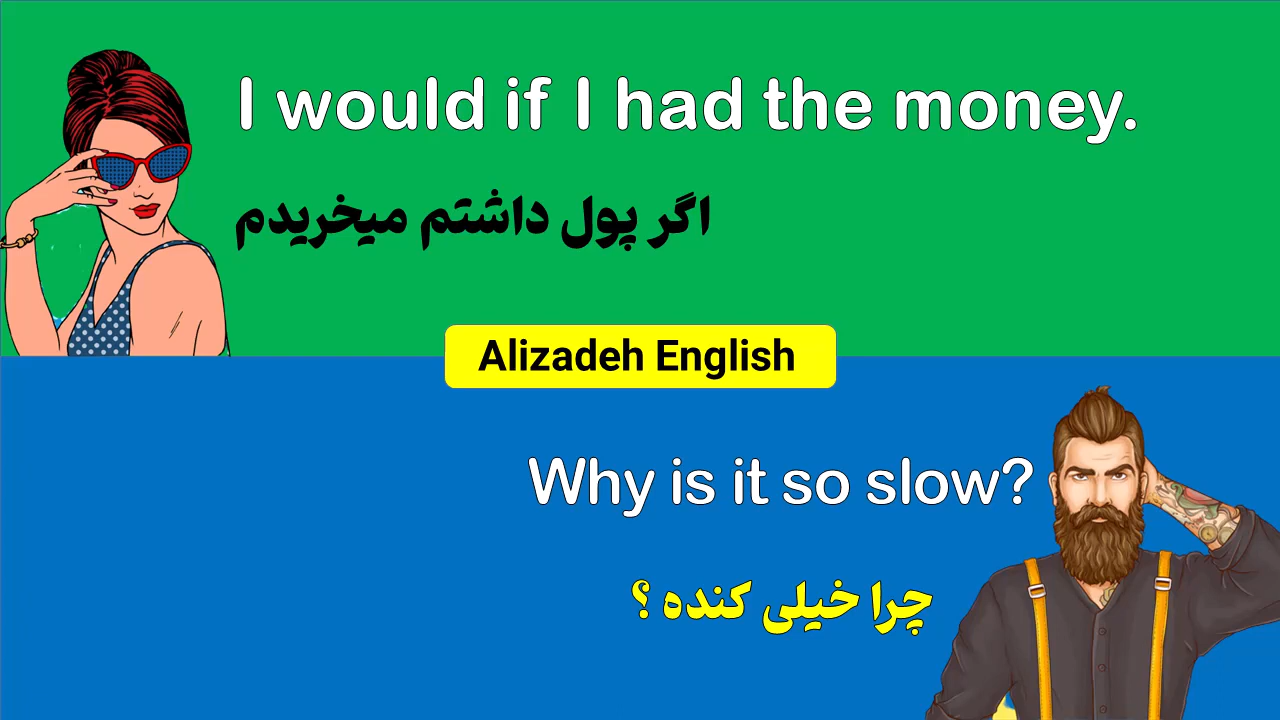 I would if I had the money.
اگر پول داشتم میخریدم
Alizadeh English
Why is it so slow?
چرا خیلی کنده ؟